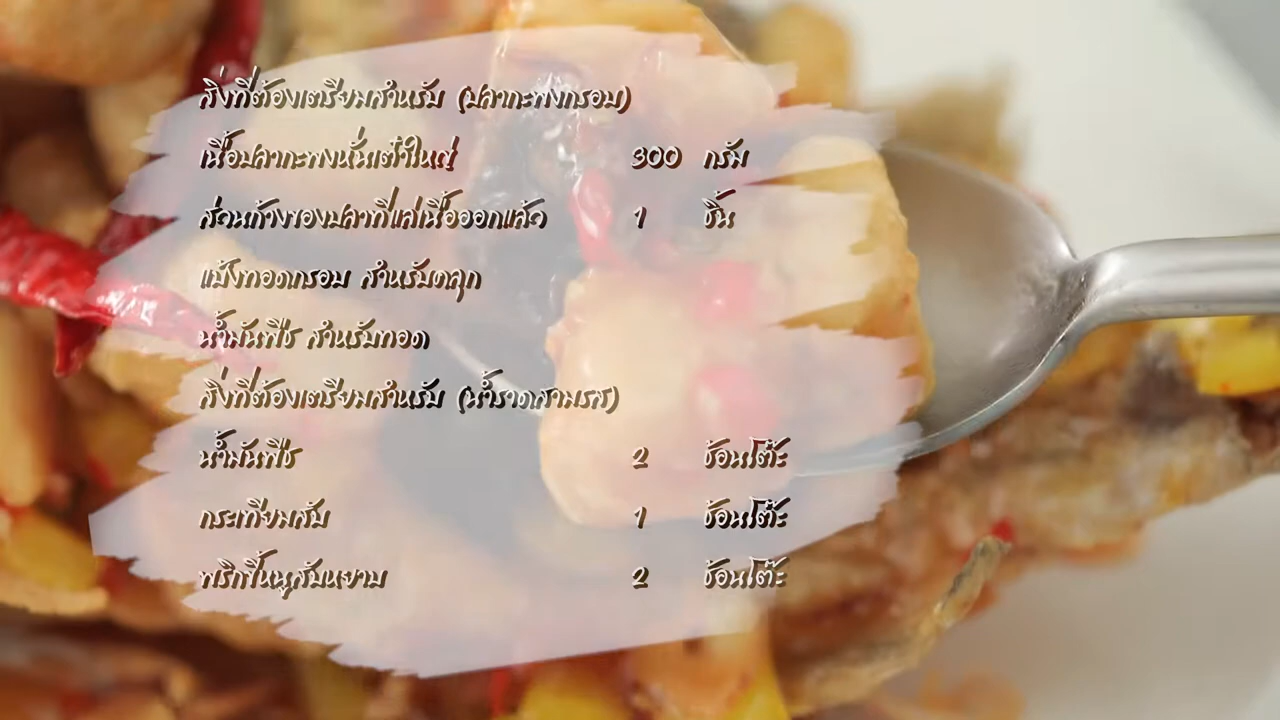 สิ่งที่ต้องเตรียมสำหรับ (ปลากะพงกรอบ)
เนื้อปลากะพงหั่นเต๋าใหญ่ 300 กรัม
ส่วนก้างของปลาที่แล่เนื้อออกแล้ว 1 ชิ้น
แป้งทอดกรอบ สำหรับคลุก
น้ำมันพืช สำหรับทอด
สิ่งที่ต้องเตรียมสำหรับ (น้ำราดสามรส)
น้ำมันพืช 2 ช้อนโต๊ะ
กระเทียมสับ 1 ช้อนโต๊ะ
พริกขี้หนูสับหยาบ 2 ช้อนโต๊ะ